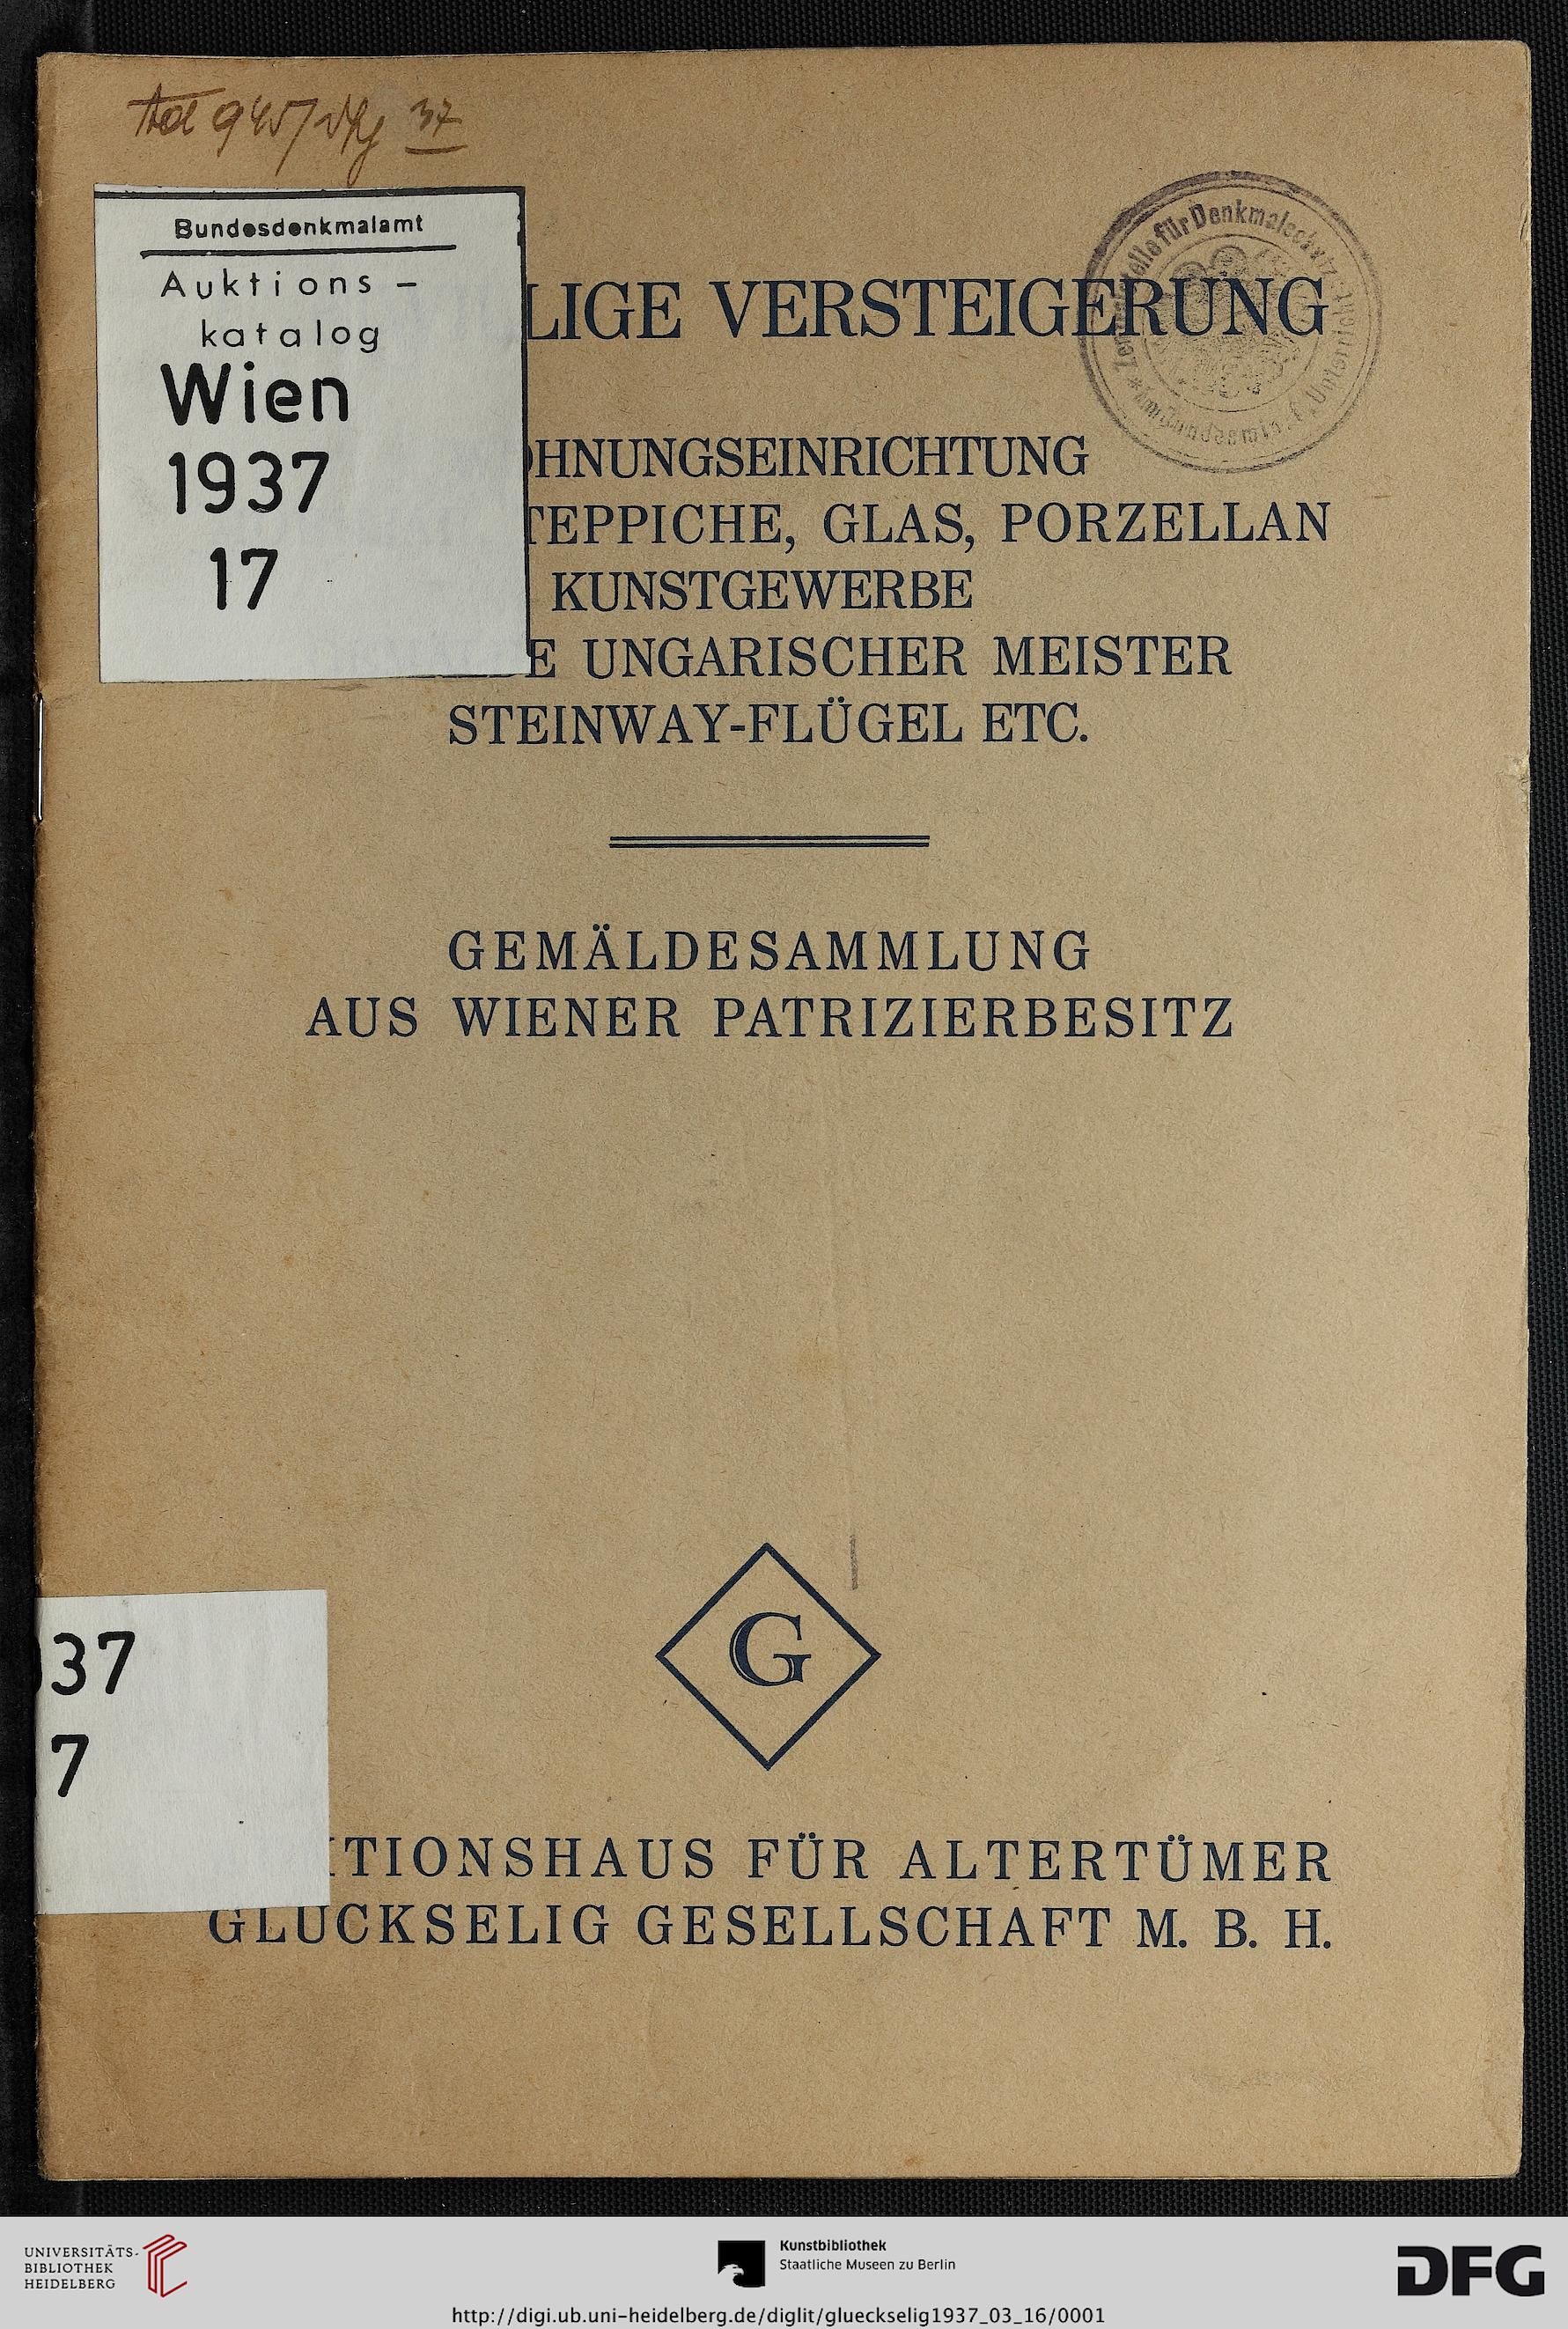 37
Bundesdenkmalamt
Auktions -
katalog
Wien
1937
17
LIGE VERSTEIGERUNG
OHNUNGSEINRICHTUNG
TEPPICHE, GLAS, PORZELLAN
KUNSTGEWERBE
E UNGARISCHER MEISTER
STEINWAY-FLÜGEL ETC.
GEMÄLDESAMMLUNG
AUS WIENER PATRIZIERBESITZ
G
37
7
TIONSHAUS FÜR ALTERTÜMER
GLÜCKSELIG GESELLSCHAFT M. B. H.
UNIVERSITÄTS-
BIBLIOTHEK
HEIDELBERG
Kunstbibliothek
Staatliche Museen zu Berlin
DFG
http://digi.ub.uni-heidelberg.de/diglit/glueckselig1937_03_16/0001